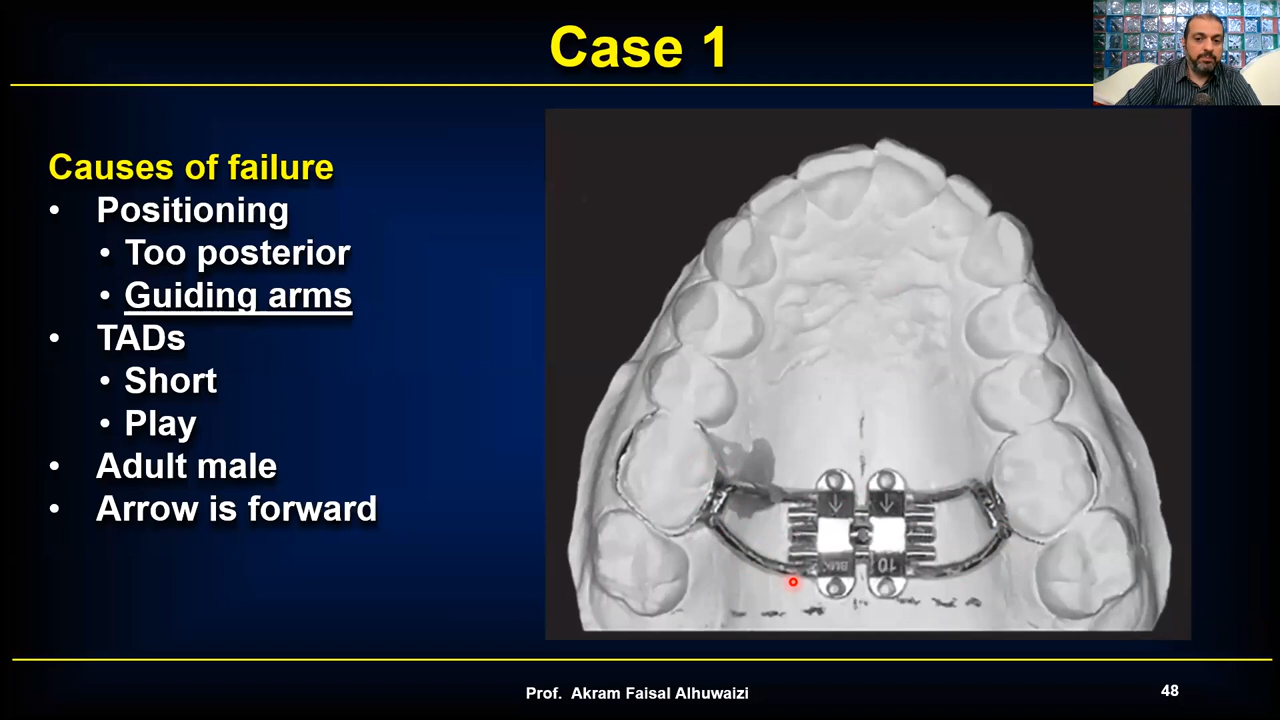 Case 1
Causes of failure
• Positioning
• Too posterior
• Guiding arms
• TADs
• Short
• Play
• Adult male
• Arrow is forward
10
Prof. Akram Faisal Alhuwaizi
48